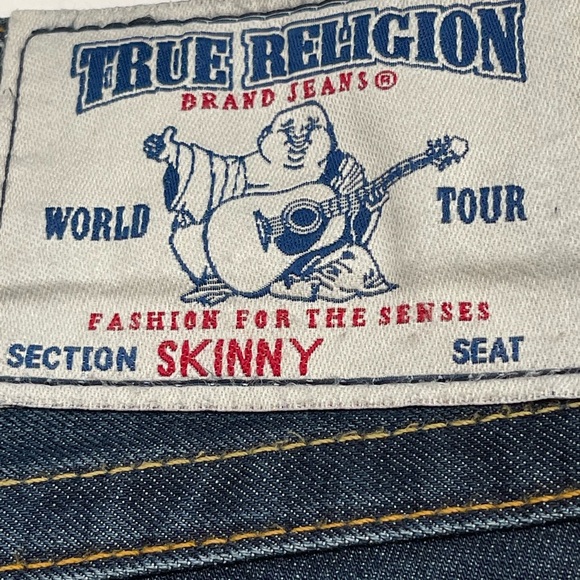 TRUE RELIGION
BRAND JEANS®
WORLD TOUR
FASHION FOR THE SENSES
SECTION SKINNY SEAT